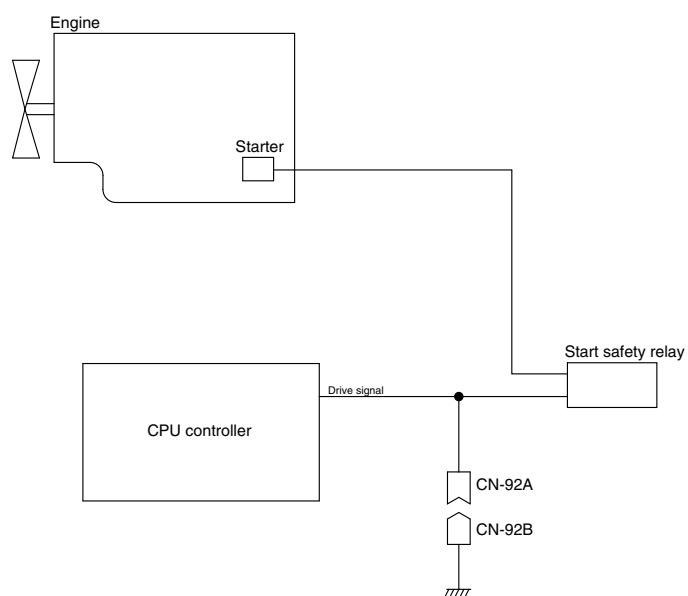 Engine
Starter
Start safety relay
Drive signal
CPU controller
CN-92A
CN-92B